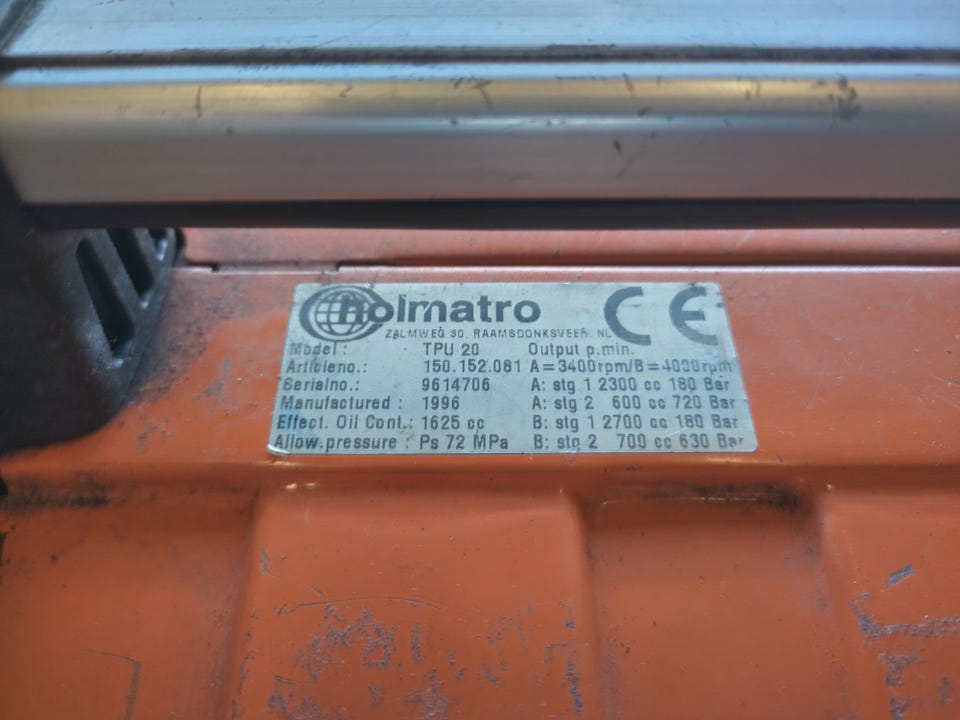 holmatro CE
ZALMWEG 30, RAAMSDONKSVEER NL
Model : TPU 20 Output p.min.
Articleno.: 150.152.081 A=3400rpm/B=4000rpm
Serialno.: 9614706 A: stg 1 2300 cc 180 Bar
Manufactured : 1996 A: stg 2 600 cc 720 Bar
Effect. Oil Cont.: 1625 cc B: stg 1 2700 cc 180 Bar
Allow.pressure : Ps 72 MPa B: stg 2 700 cc 630 Bar